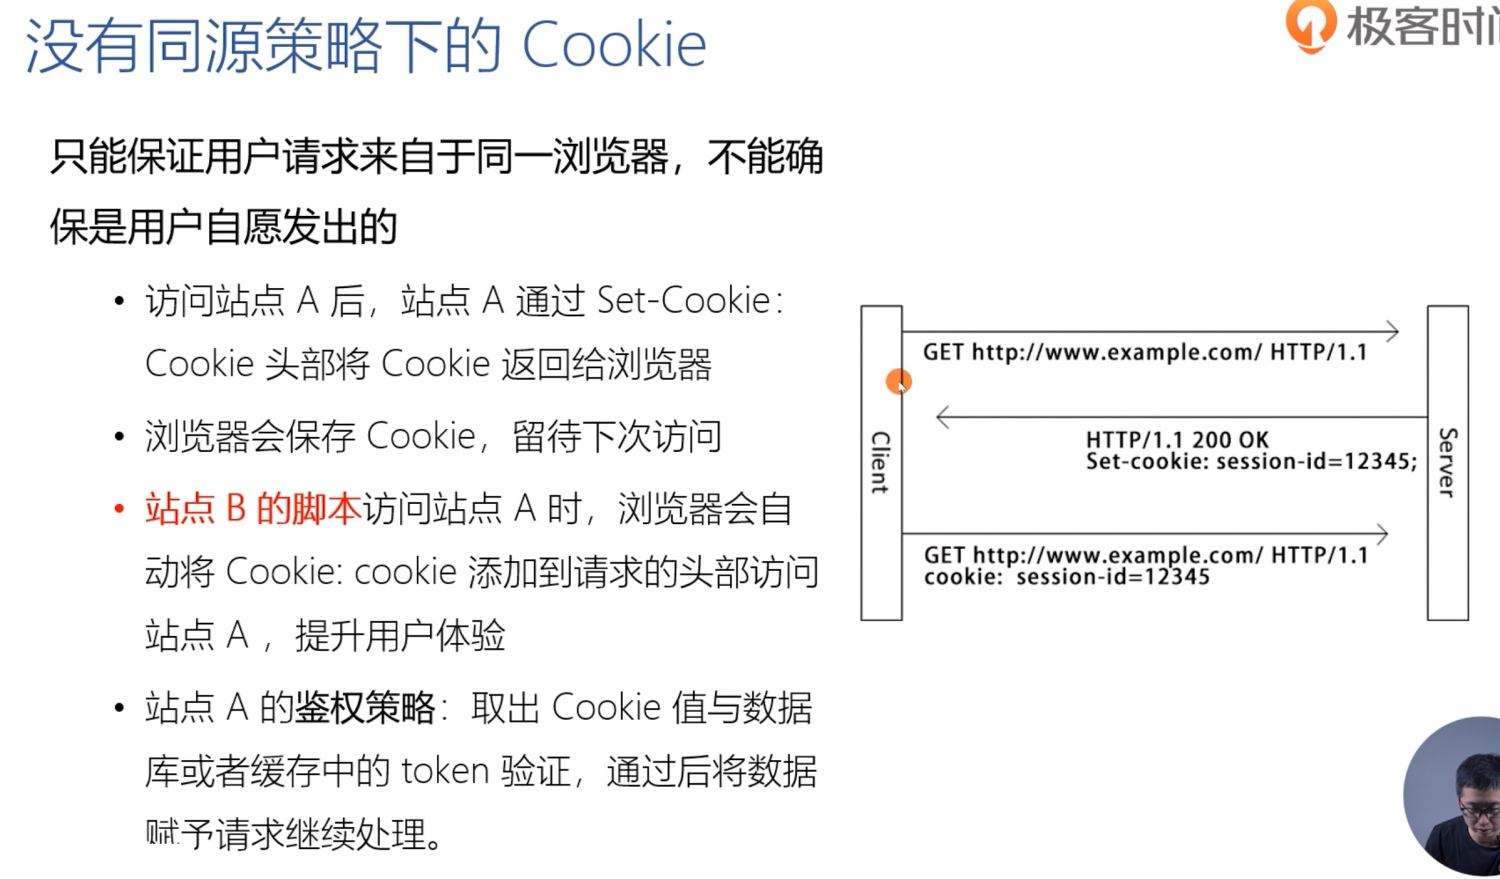 没有同源策略下的 Cookie
极客时间
只能保证用户请求来自于同一浏览器，不能确
保是用户自愿发出的
• 访问站点 A 后，站点 A 通过 Set-Cookie：
Cookie 头部将 Cookie 返回给浏览器
• 浏览器会保存 Cookie，留待下次访问
• 站点 B 的脚本访问站点 A 时，浏览器会自
动将 Cookie: cookie 添加到请求的头部访问
站点 A ，提升用户体验
• 站点 A 的鉴权策略：取出 Cookie 值与数据
库或者缓存中的 token 验证，通过后将数据
赋予请求继续处理。
Client
GET http://www.example.com/ HTTP/1.1
HTTP/1.1 200 OK
Set-cookie: session-id=12345;
GET http://www.example.com/ HTTP/1.1
cookie: session-id=12345
Server